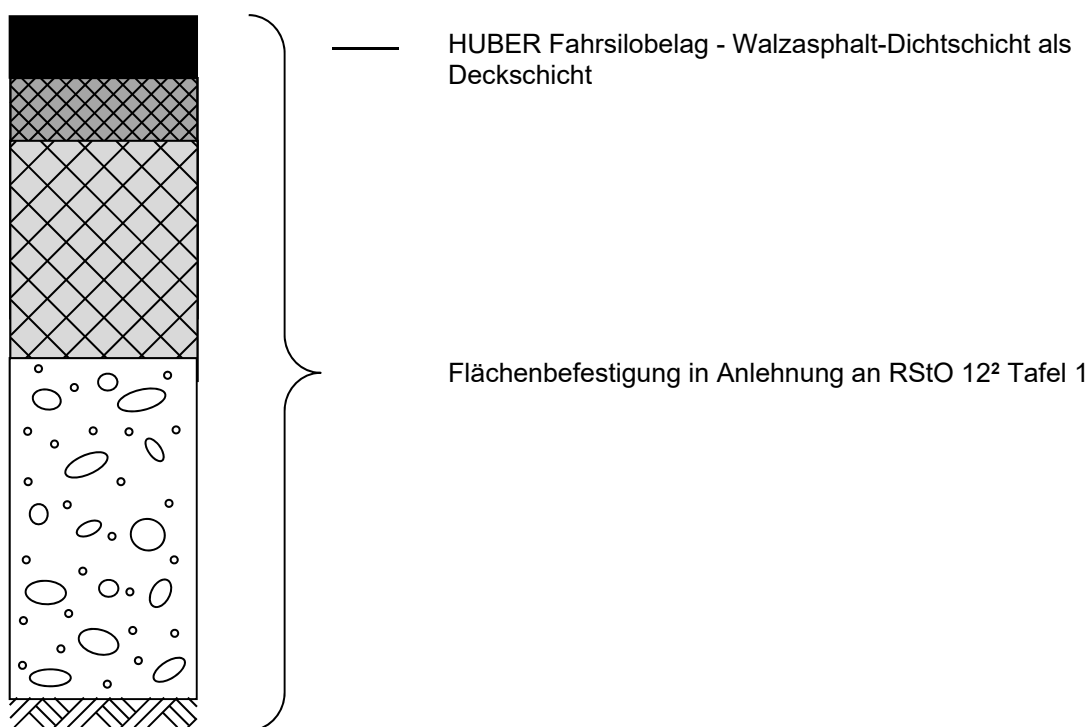 HUBER Fahrsilobelag - Walzasphalt-Dichtschicht als
Deckschicht
Flächenbefestigung in Anlehnung an RStO 12² Tafel 1